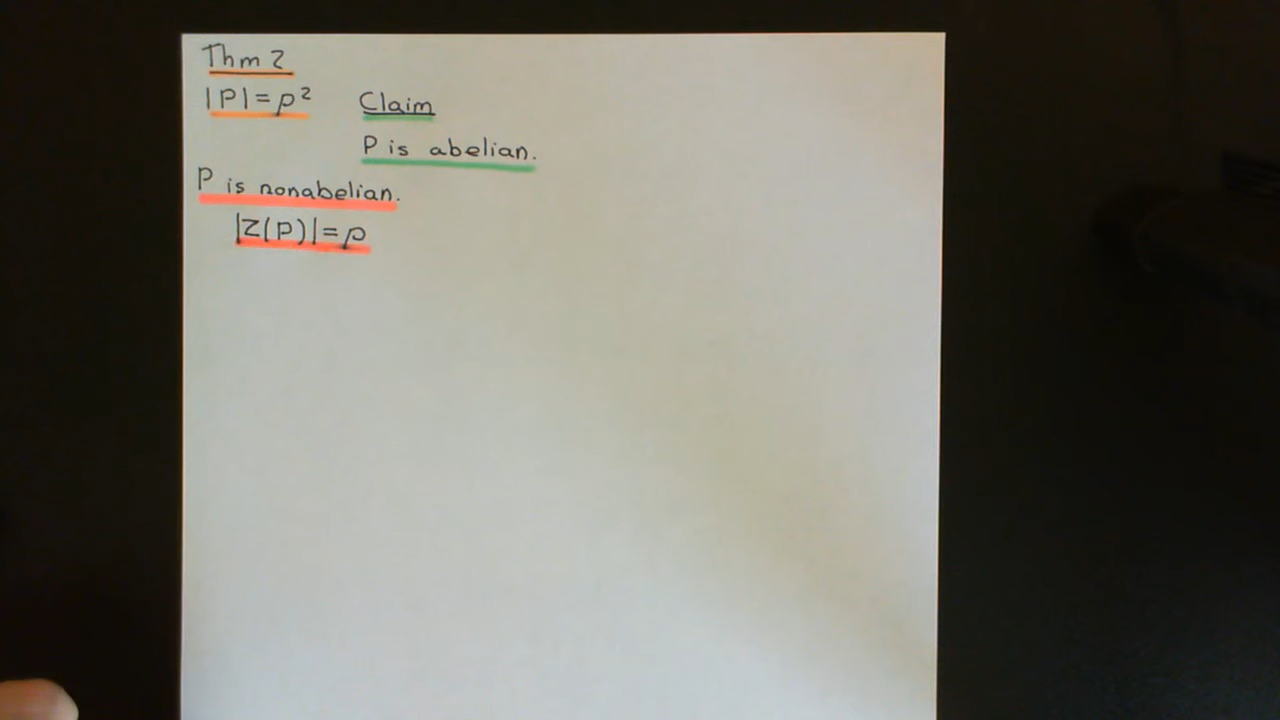 Thm 2
|P| = p² Claim
P is abelian.
P is nonabelian.
|Z(P)| = p